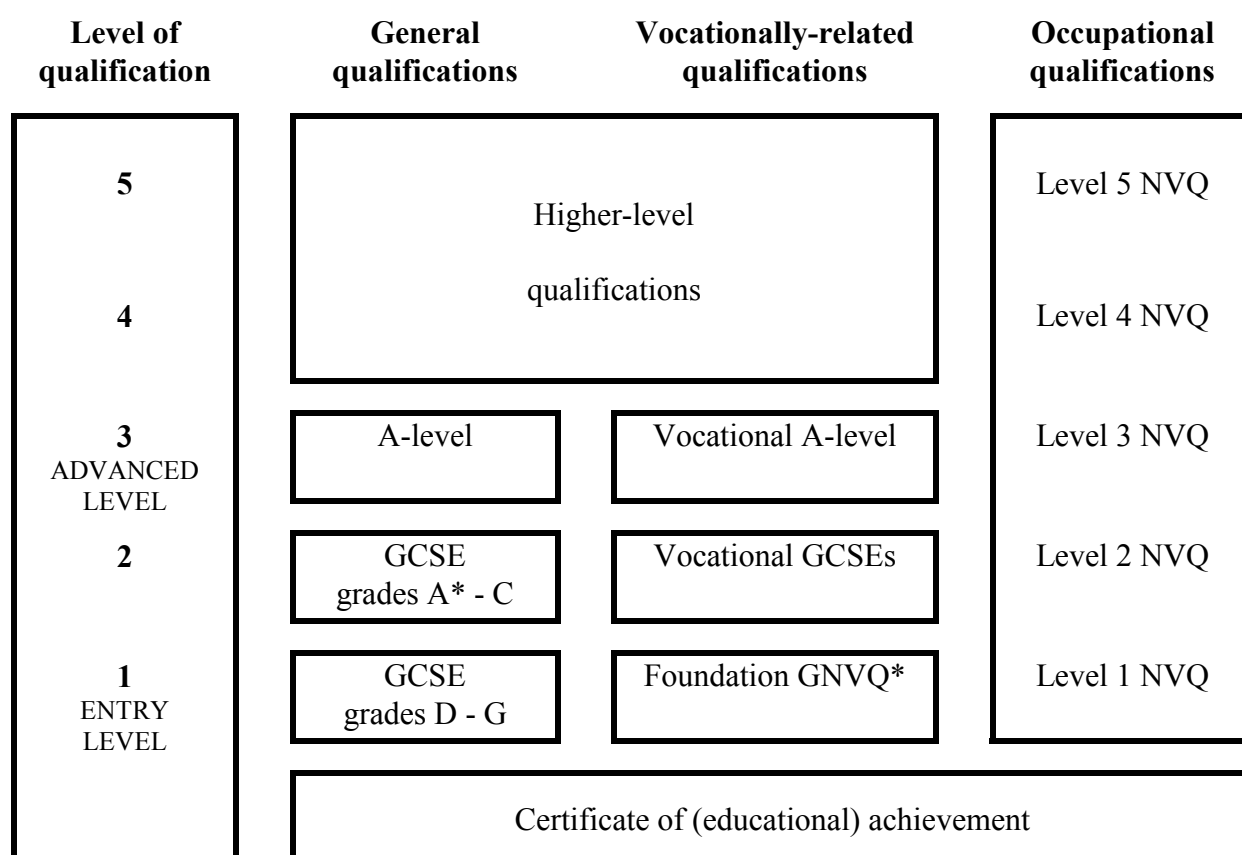 Level of qualification
General qualifications
Vocationally-related qualifications
Occupational qualifications
5
Higher-level
qualifications
Level 5 NVQ
4
Level 4 NVQ
3
ADVANCED
LEVEL
A-level
Vocational A-level
Level 3 NVQ
2
GCSE
grades A* - C
Vocational GCSEs
Level 2 NVQ
1
ENTRY
LEVEL
GCSE
grades D - G
Foundation GNVQ*
Level 1 NVQ
Certificate of (educational) achievement